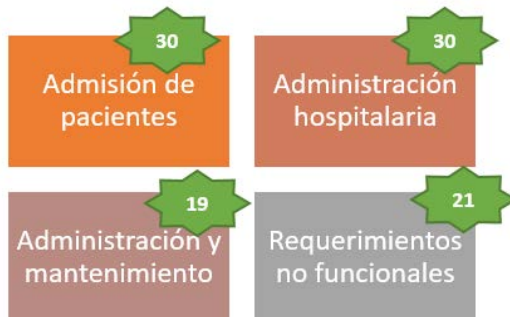 30
Admisión de
pacientes
30
Administración
hospitalaria
19
Administración y
mantenimiento
21
Requerimientos
no funcionales